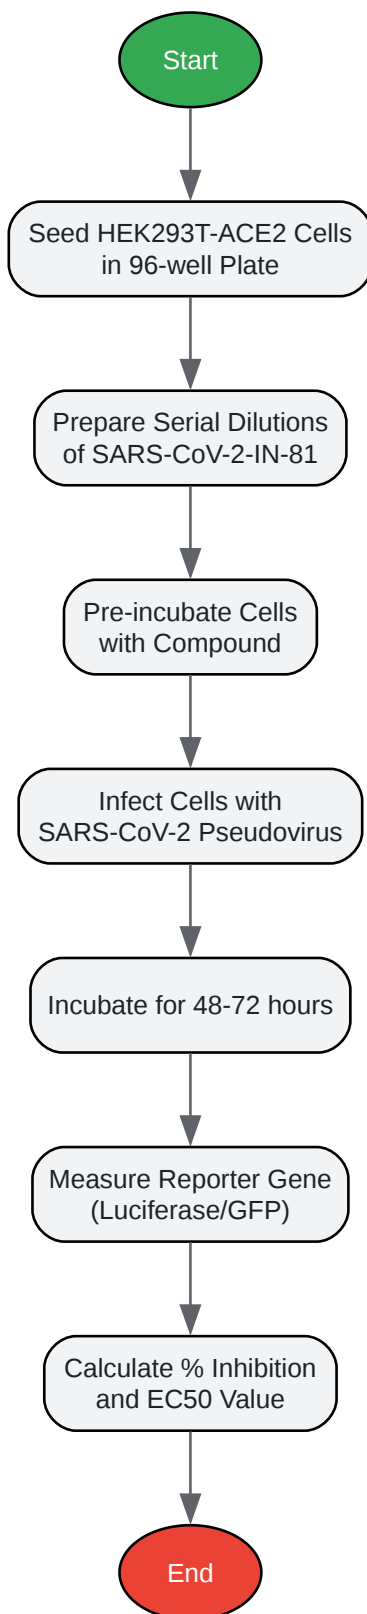 Start
Seed HEK293T-ACE2 Cells
in 96-well Plate
Prepare Serial Dilutions
of SARS-CoV-2-IN-81
Pre-incubate Cells
with Compound
Infect Cells with
SARS-CoV-2 Pseudovirus
Incubate for 48-72 hours
Measure Reporter Gene
(Luciferase/GFP)
Calculate % Inhibition
and EC50 Value
End